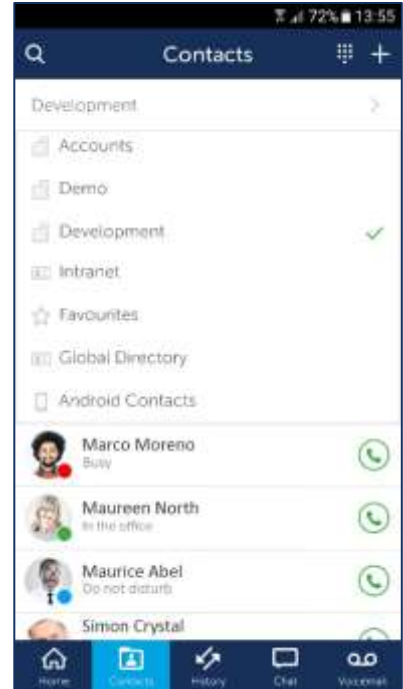 72% 13:55
Contacts
Development
Accounts
Demo
Development
Intranet
Favourites
Global Directory
Android Contacts
Marco Moreno
Busy
Maureen North
In the office
Maurice Abel
Do not disturb
Simon Crystal
Home Contacts History Chat Voicemail